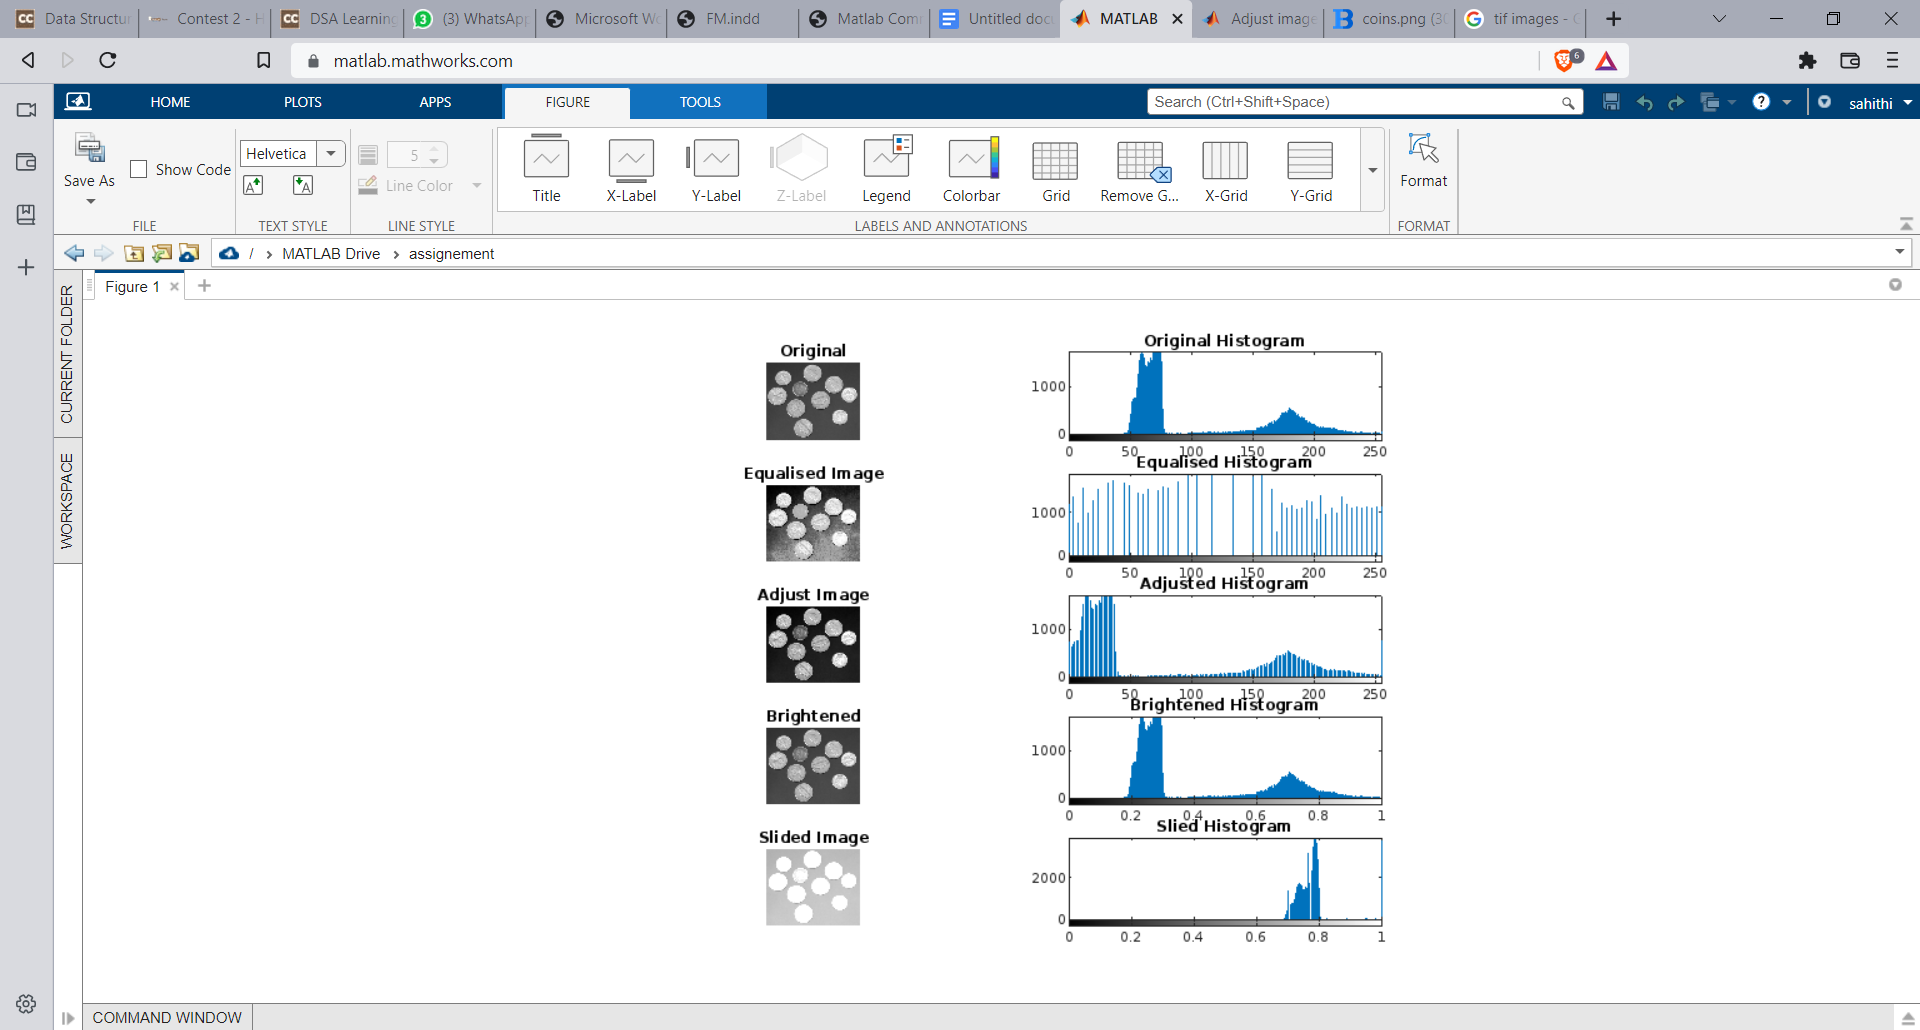 Data Structur
Contest 2 - H
DSA Learning
(3) WhatsApp
Microsoft Wo
FM.indd
Matlab Com
Untitled doc
MATLAB
Adjust image
coins.png (30
tif images - G
matlab.mathworks.com
6
HOME
PLOTS
APPS
FIGURE
TOOLS
Search (Ctrl+Shift+Space)
sahithi
Save As
Show Code
FILE
Helvetica
TEXT STYLE
5
Line Color
LINE STYLE
Title
X-Label
Y-Label
Z-Label
Legend
Colorbar
Grid
Remove G...
X-Grid
Y-Grid
LABELS AND ANNOTATIONS
Format
FORMAT
/ › MATLAB Drive › assignement
CURRENT FOLDER
WORKSPACE
Figure 1
Original
Original Histogram
1000
0
0 50 100 150 200 250
Equalised Image
Equalised Histogram
1000
0
0 50 100 150 200 250
Adjust Image
Adjusted Histogram
1000
0
0 50 100 150 200 250
Brightened
Brightened Histogram
1000
0
0 0.2 0.4 0.6 0.8 1
Slided Image
Slied Histogram
2000
0
0 0.2 0.4 0.6 0.8 1
COMMAND WINDOW